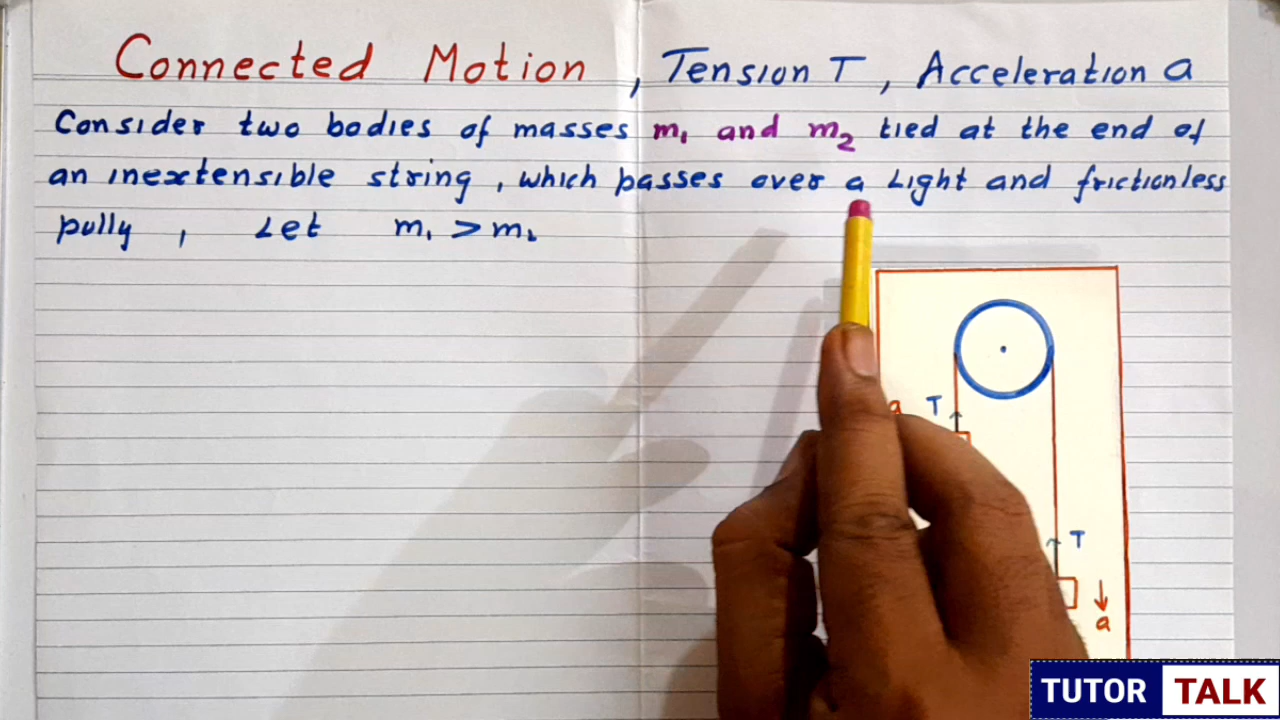 Connected Motion, Tension T, Acceleration a
Consider two bodies of masses m₁ and m₂ tied at the end of
an inextensible string, which passes over a Light and frictionless
pully, Let m₁ > m₂
a T
T
a
TUTOR TALK